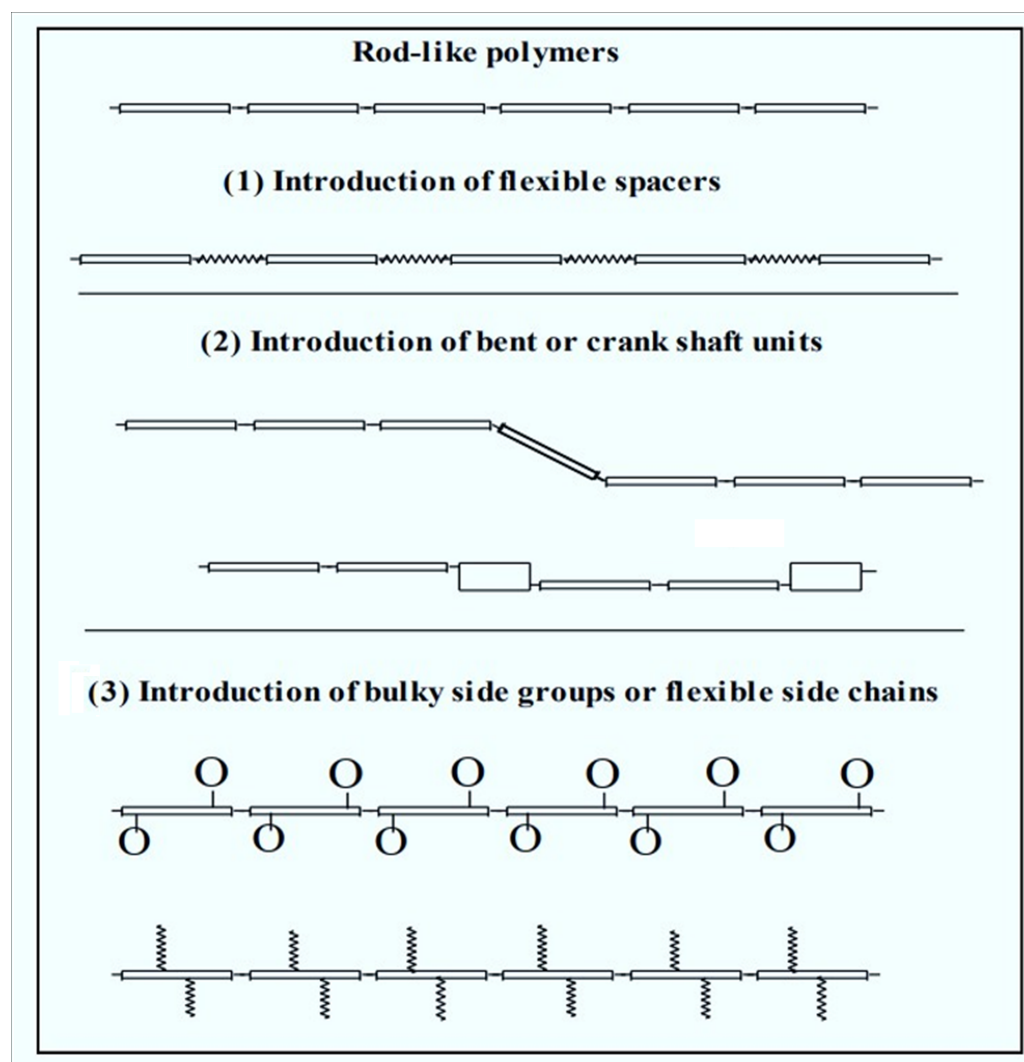 Rod-like polymers
(1) Introduction of flexible spacers
(2) Introduction of bent or crank shaft units
(3) Introduction of bulky side groups or flexible side chains